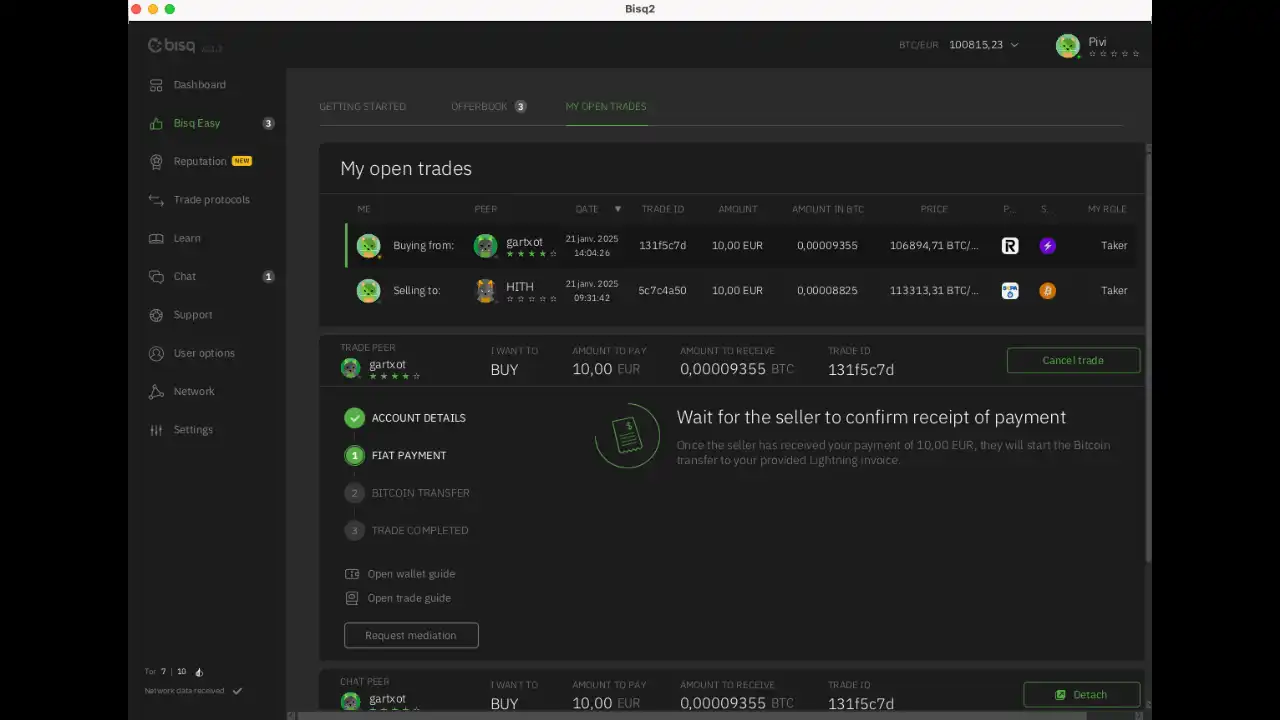 Bisq2
bisq
BTC/EUR 100815,23
Pivi
Dashboard
Bisq Easy 3
Reputation NEW
Trade protocols
Learn
Chat 1
Support
User options
Network
Settings
Tor 7 | 10
Network data received
GETTING STARTED OFFERBOOK 3 MY OPEN TRADES
My open trades
ME PEER DATE TRADE ID AMOUNT AMOUNT IN BTC PRICE P... S... MY ROLE
Buying from: gartxot 21 janv. 2025 14:04.26 131f5c7d 10,00 EUR 0,00009355 106894,71 BTC/... R Taker
Selling to: HITH 21 janv. 2025 09:31:42 5c7c4a50 10,00 EUR 0,00008825 113313,31 BTC/... Taker
TRADE PEER I WANT TO AMOUNT TO PAY AMOUNT TO RECEIVE TRADE ID
gartxot BUY 10,00 EUR 0,00009355 BTC 131f5c7d
Cancel trade
ACCOUNT DETAILS
1 FIAT PAYMENT
2 BITCOIN TRANSFER
3 TRADE COMPLETED
Open wallet guide
Open trade guide
Request mediation
Wait for the seller to confirm receipt of payment
Once the seller has received your payment of 10,00 EUR, they will start the Bitcoin
transfer to your provided Lightning invoice.
CHAT PEER I WANT TO AMOUNT TO PAY AMOUNT TO RECEIVE TRADE ID
gartxot BUY 10,00 EUR 0,00009355 BTC 131f5c7d
Detach